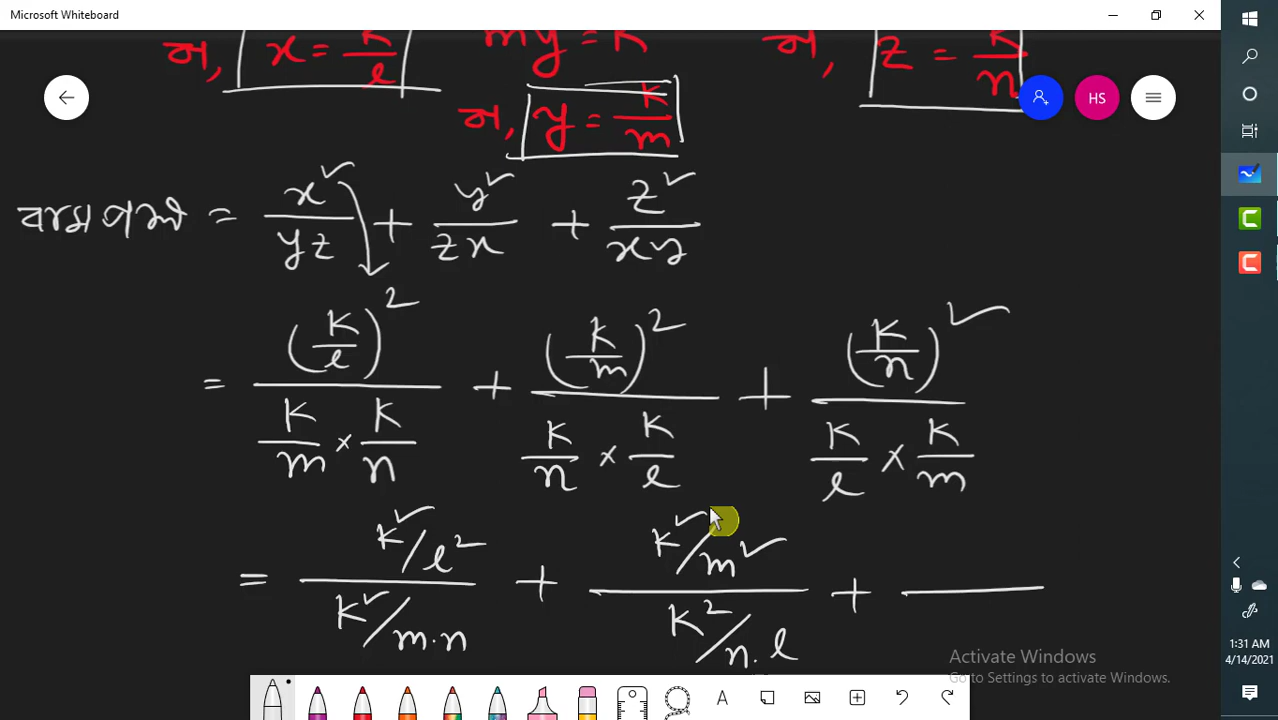 Microsoft Whiteboard
বা, x = k/l my = k বা, z = k/n
বা, y = k/m
HS
বামপক্ষ = x²/yz + y²/zx + z²/xy
= (k/l)²/(k/m × k/n) + (k/m)²/(k/n × k/l) + (k/n)²/(k/l × k/m)
= (k²/l²)/(k²/m·n) + (k²/m²)/(k²/n.l) +
Activate Windows
Go to Settings to activate Windows.
A
1:31 AM
4/14/2021